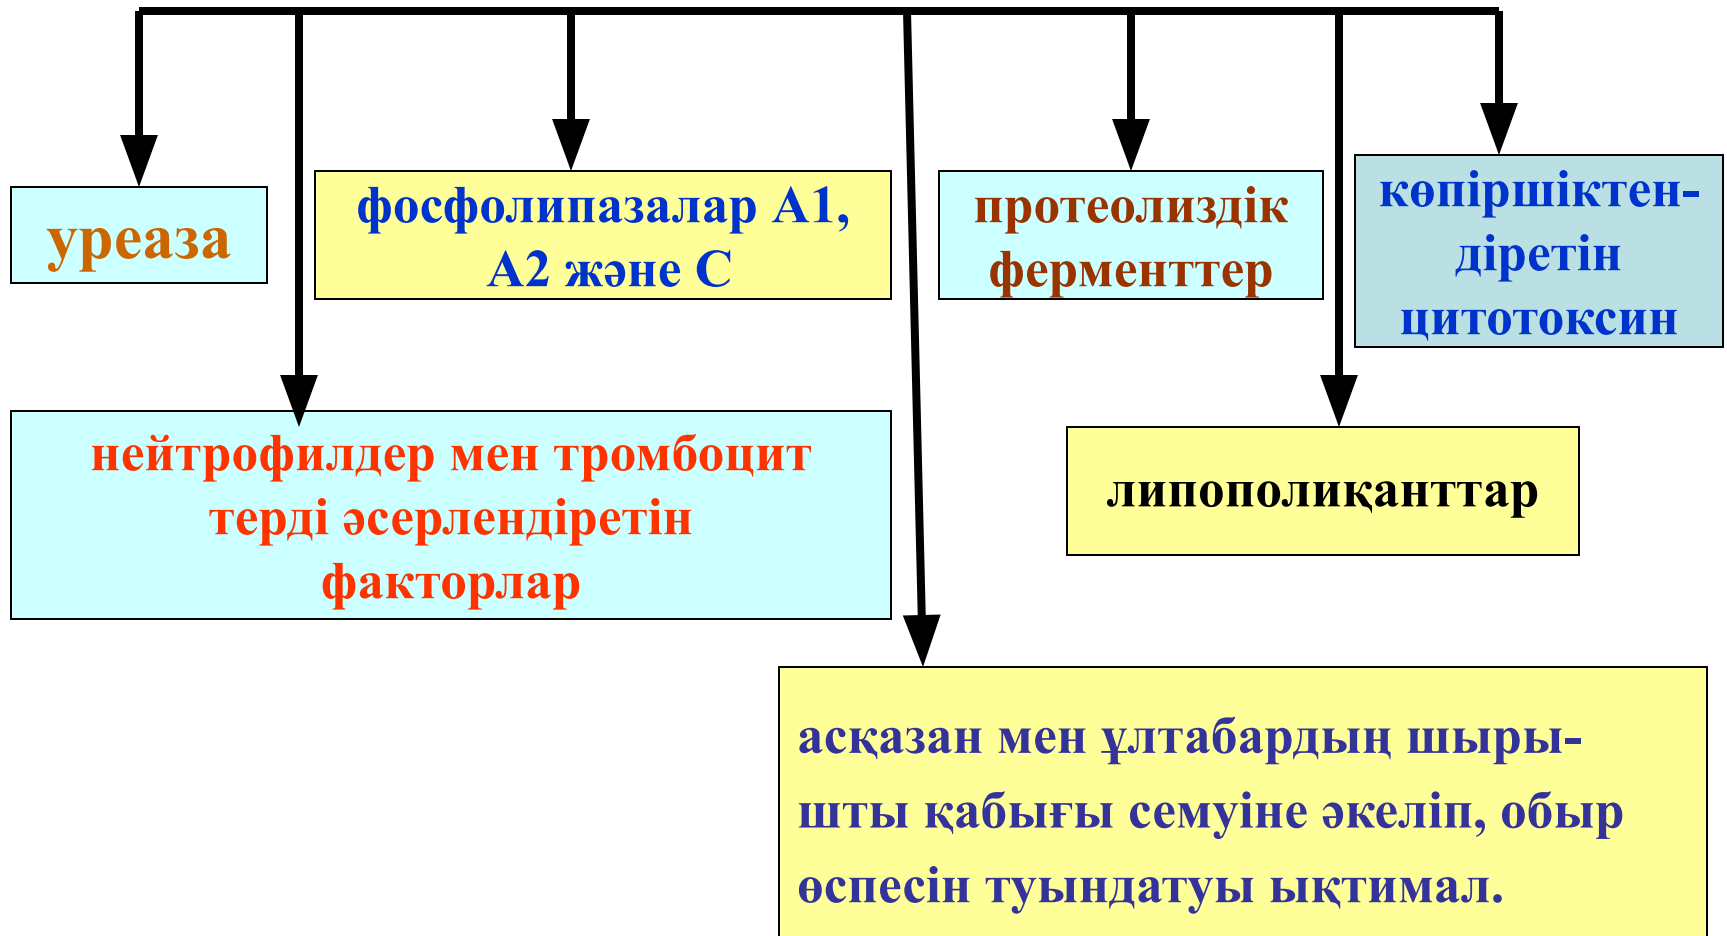 уреаза
фосфолипазалар А1,
А2 және С
протеолиздік
ферменттер
көпіршіктен-
діретін
цитотоксин
нейтрофилдер мен тромбоцит
терді әсерлендіретін
факторлар
липополиқанттар
асқазан мен ұлтабардың шыры-
шты қабығы семуіне әкеліп, обыр
өспесін туындатуы ықтимал.